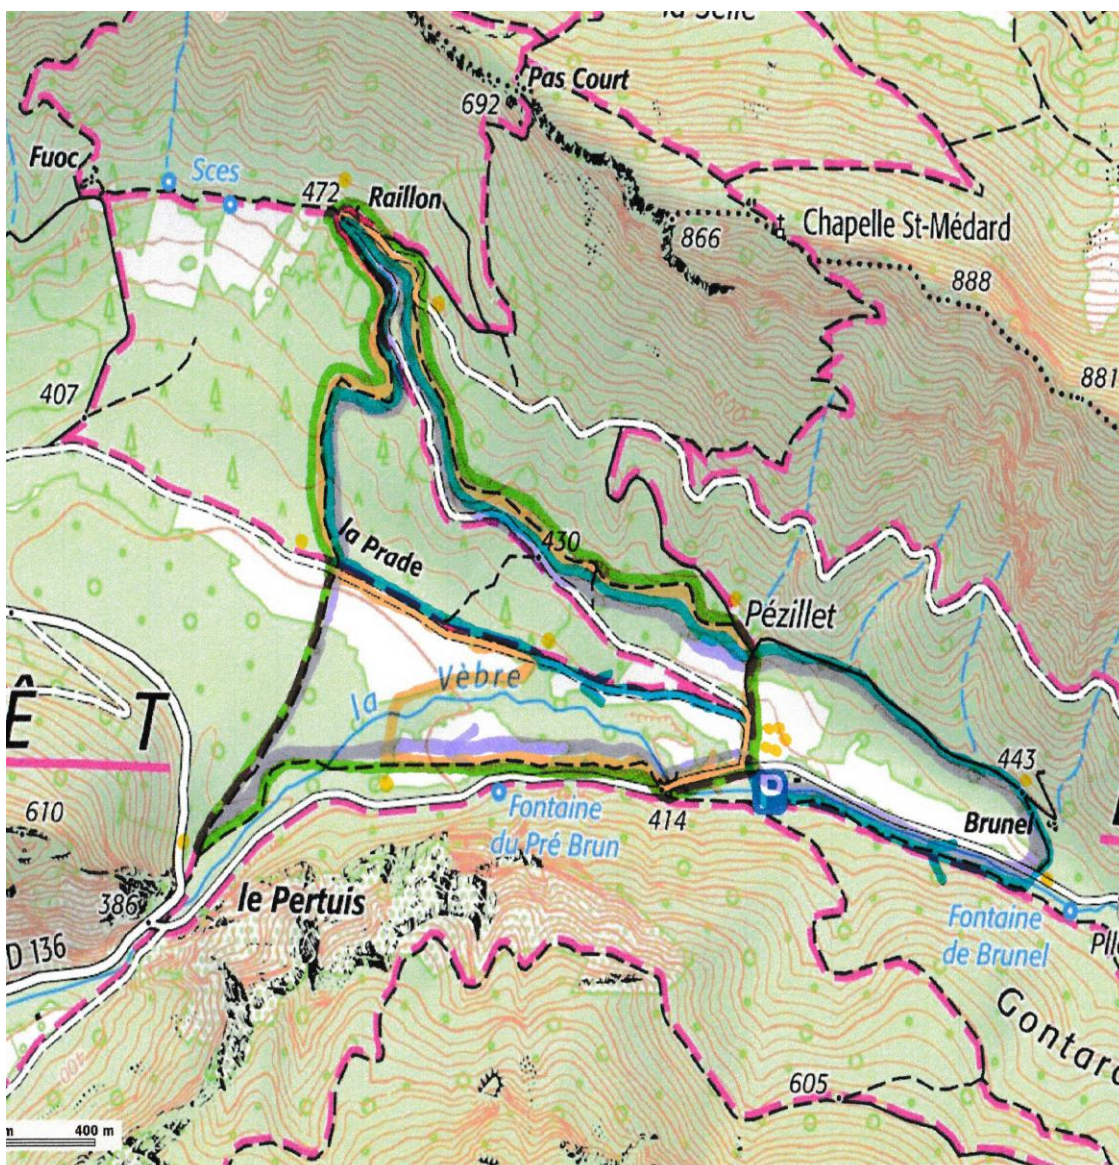 Pas Court
692
Fuoc
Sces
472
Raillon
866
Chapelle St-Médard
888
881
407
la Prade
430
Pézillet
la Vèbre
Ê T
443
610
Fontaine
du Pré Brun
414
Brunel
386
le Pertuis
Fontaine
de Brunel
D 136
400
605
400 m